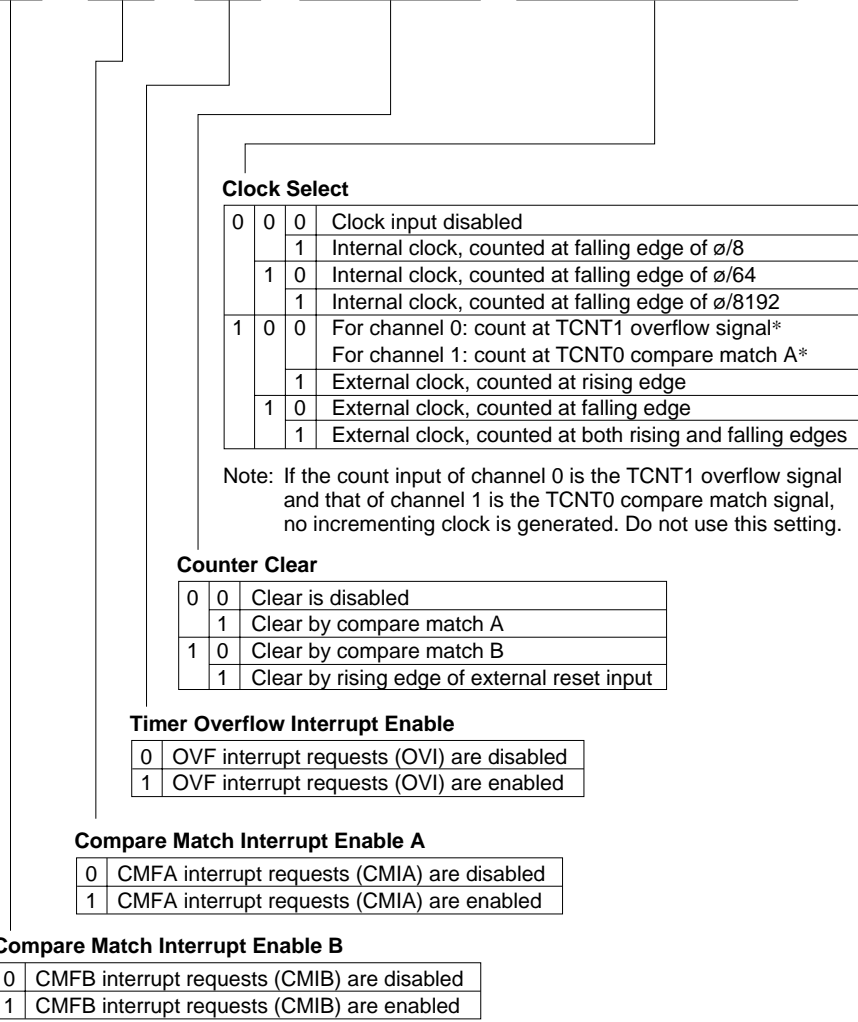 Clock Select
0 0 0 Clock input disabled
1 Internal clock, counted at falling edge of ø/8
1 0 Internal clock, counted at falling edge of ø/64
1 Internal clock, counted at falling edge of ø/8192
1 0 0 For channel 0: count at TCNT1 overflow signal*
For channel 1: count at TCNT0 compare match A*
1 External clock, counted at rising edge
1 0 External clock, counted at falling edge
1 External clock, counted at both rising and falling edges
Note: If the count input of channel 0 is the TCNT1 overflow signal
and that of channel 1 is the TCNT0 compare match signal,
no incrementing clock is generated. Do not use this setting.
Counter Clear
0 0 Clear is disabled
1 Clear by compare match A
1 0 Clear by compare match B
1 Clear by rising edge of external reset input
Timer Overflow Interrupt Enable
0 OVF interrupt requests (OVI) are disabled
1 OVF interrupt requests (OVI) are enabled
Compare Match Interrupt Enable A
0 CMFA interrupt requests (CMIA) are disabled
1 CMFA interrupt requests (CMIA) are enabled
Compare Match Interrupt Enable B
0 CMFB interrupt requests (CMIB) are disabled
1 CMFB interrupt requests (CMIB) are enabled